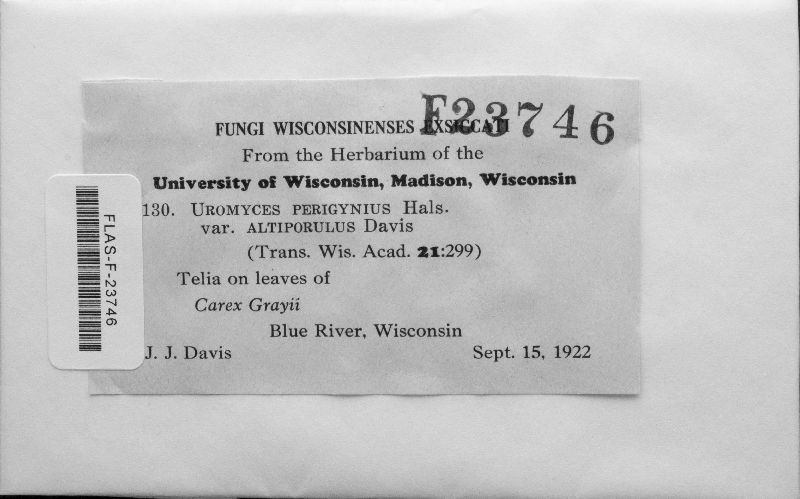 F23746
FUNGI WISCONSINENSES EXSICCATI
From the Herbarium of the
University of Wisconsin, Madison, Wisconsin
130. UROMYCES PERIGYNIUS Hals.
var. ALTIPORULUS Davis
(Trans. Wis. Acad. 21:299)
Telia on leaves of
Carex Grayii
Blue River, Wisconsin
J. J. Davis Sept. 15, 1922
FLAS-F-23746